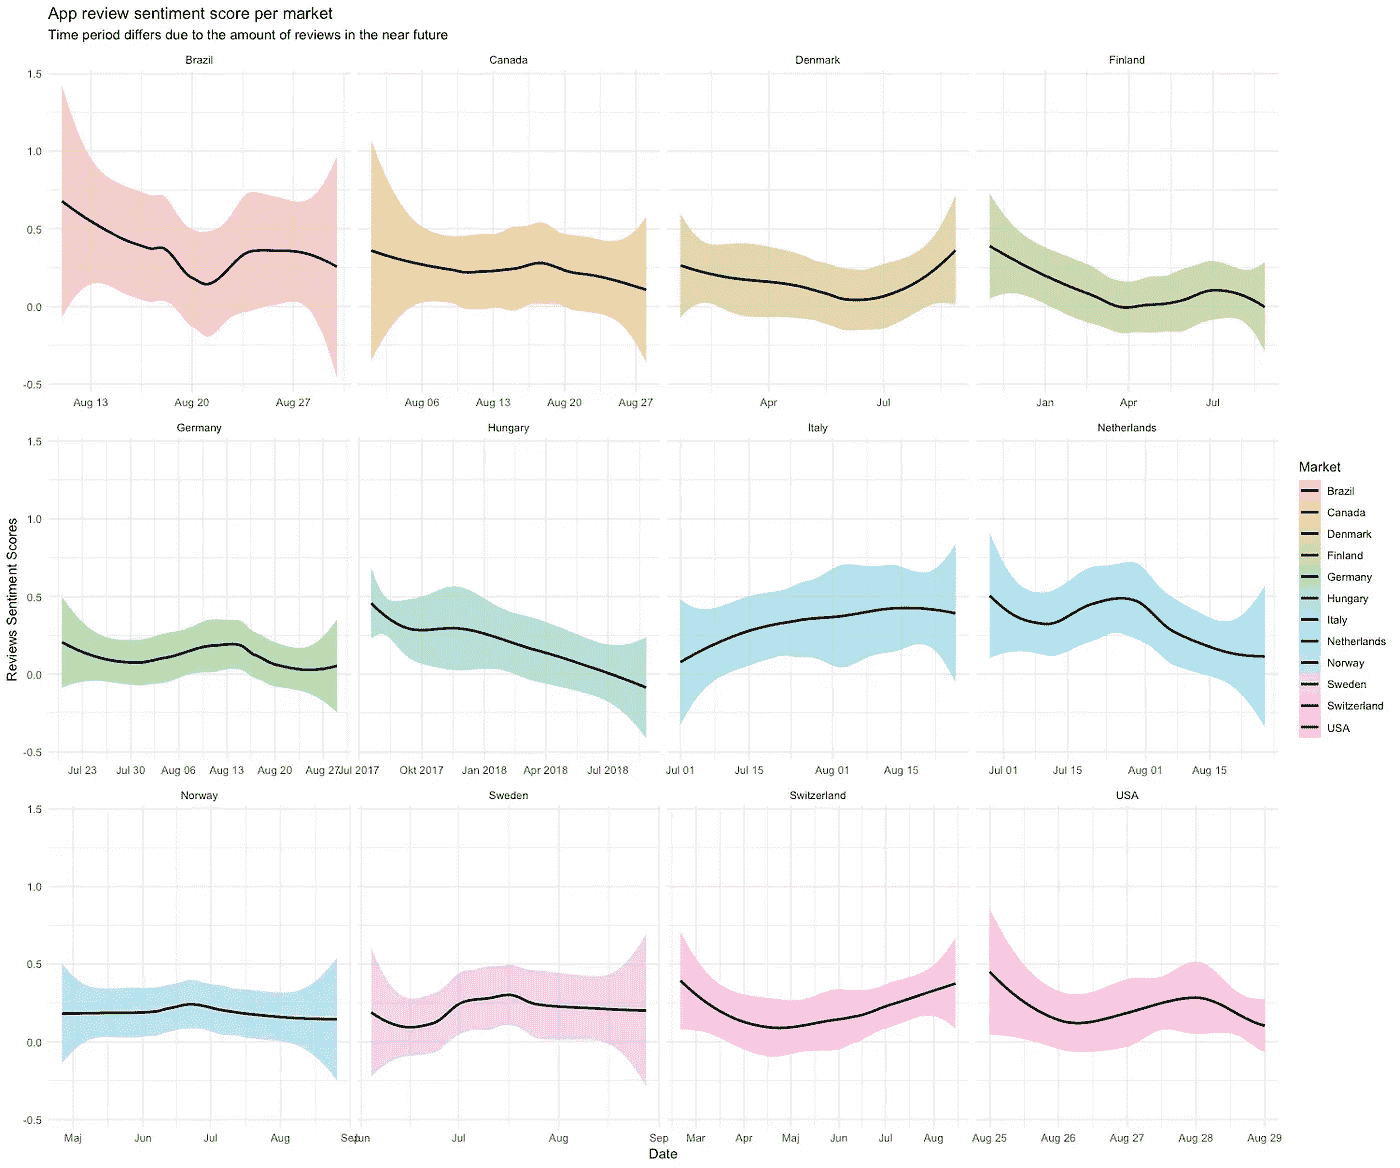 App review sentiment score per market
Time period differs due to the amount of reviews in the near future
Brazil Canada Denmark Finland
1.5
1.0
0.5
0.0
-0.5
Aug 13 Aug 20 Aug 27 Aug 06 Aug 13 Aug 20 Aug 27 Apr Jul Jan Apr Jul
Germany Hungary Italy Netherlands
1.5
1.0
0.5
0.0
-0.5
Jul 23 Jul 30 Aug 06 Aug 13 Aug 20 Aug 27 Jul 2017 Okt 2017 Jan 2018 Apr 2018 Jul 2018 Jul 01 Jul 15 Aug 01 Aug 15 Jul 01 Jul 15 Aug 01 Aug 15
Reviews Sentiment Scores
Market
Brazil
Canada
Denmark
Finland
Germany
Hungary
Italy
Netherlands
Norway
Sweden
Switzerland
USA
Norway Sweden Switzerland USA
1.5
1.0
0.5
0.0
-0.5
Maj Jun Jul Aug Sep Jun Jul Aug Sep Mar Apr Maj Jun Jul Aug Aug 25 Aug 26 Aug 27 Aug 28 Aug 29
Date